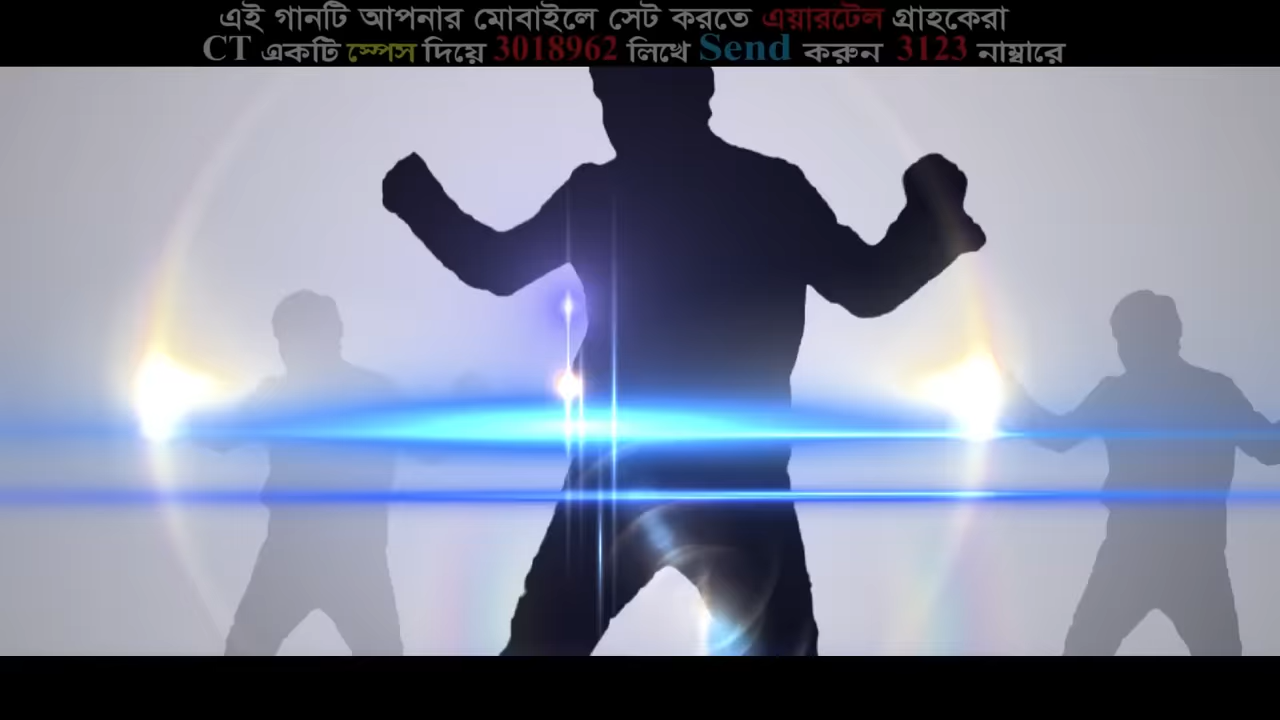 এই গানটি আপনার মোবাইলে সেট করতে এয়ারটেল গ্রাহকেরা
CT একটি স্পেস দিয়ে 3018962 লিখে Send করুন 3123 নাম্বারে